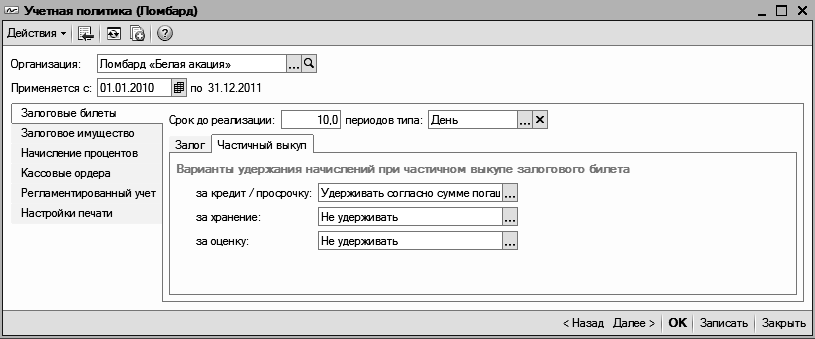 Учетная политика (Ломбард)
Действия
Организация: Ломбард «Белая акация» ...
Применяется с: 01.01.2010 по 31.12.2011
Залоговые билеты
Залоговое имущество
Начисление процентов
Кассовые ордера
Регламентированный учет
Настройки печати
Срок до реализации: 10,0 периодов типа: День ...
Залог Частичный выкуп
Варианты удержания начислений при частичном выкупе залогового билета
за кредит / просрочку: Удерживать согласно сумме погаш ...
за хранение: Не удерживать ...
за оценку: Не удерживать ...
< Назад Далее > OK Записать Закрыть